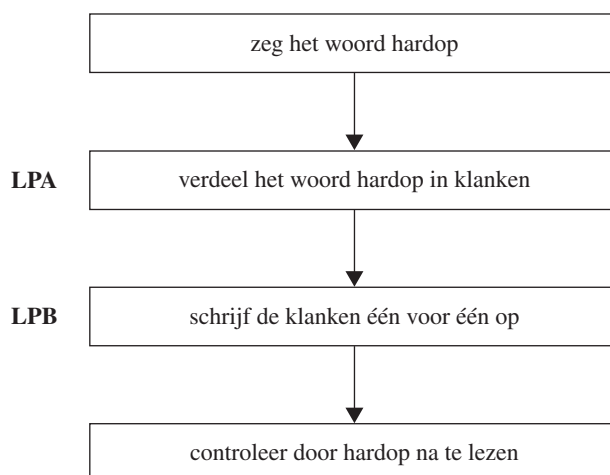 zeg het woord hardop
LPA verdeel het woord hardop in klanken
LPB schrijf de klanken één voor één op
controleer door hardop na te lezen